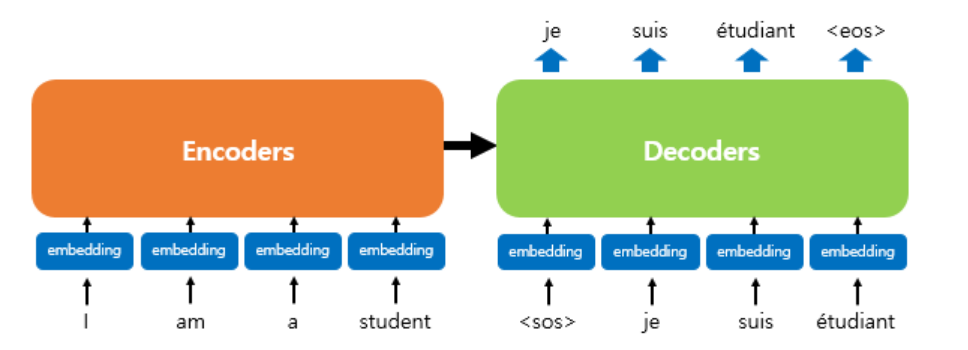 je suis étudiant <eos>
Encoders Decoders
embedding embedding embedding embedding embedding embedding embedding embedding
I am a student <sos> je suis étudiant